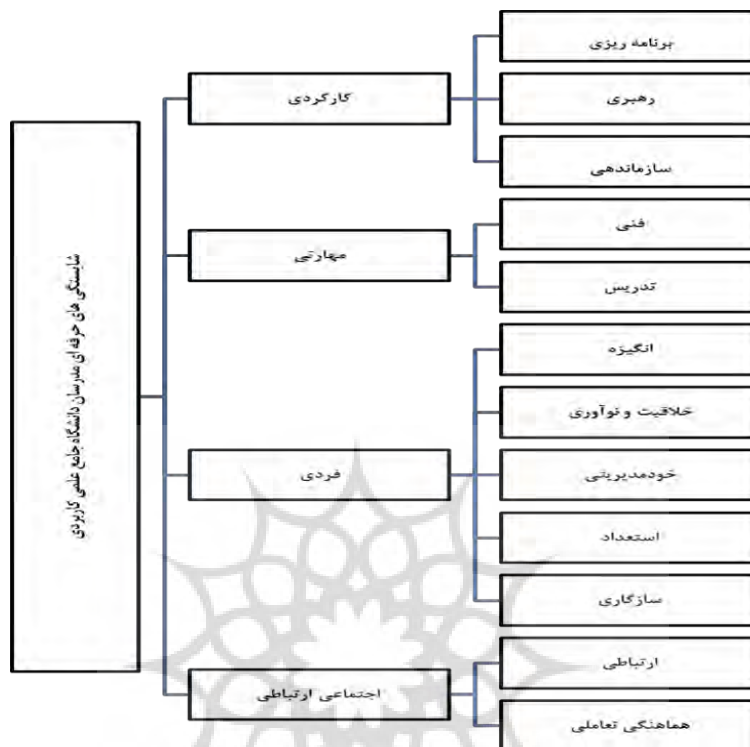 شایستگی های حرفه ای مدرسان دانشگاه جامع علمی کاربردی
کارکردی
برنامه ریزی
رهبری
سازماندهی
مهارتی
فنی
تدریس
فردی
انگیزه
خلاقیت و نوآوری
خودمدیریتی
استعداد
سازگاری
اجتماعی ارتباطی
ارتباطی
هماهنگی تعاملی